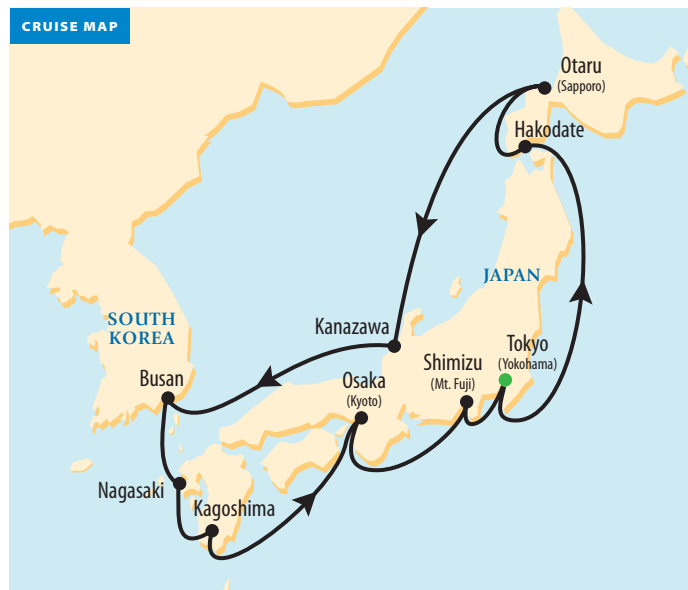 CRUISE MAP
Otaru
(Sapporo)
Hakodate
JAPAN
SOUTH
KOREA
Kanazawa
Tokyo
(Yokohama)
Shimizu
(Mt. Fuji)
Busan
Osaka
(Kyoto)
Nagasaki
Kagoshima